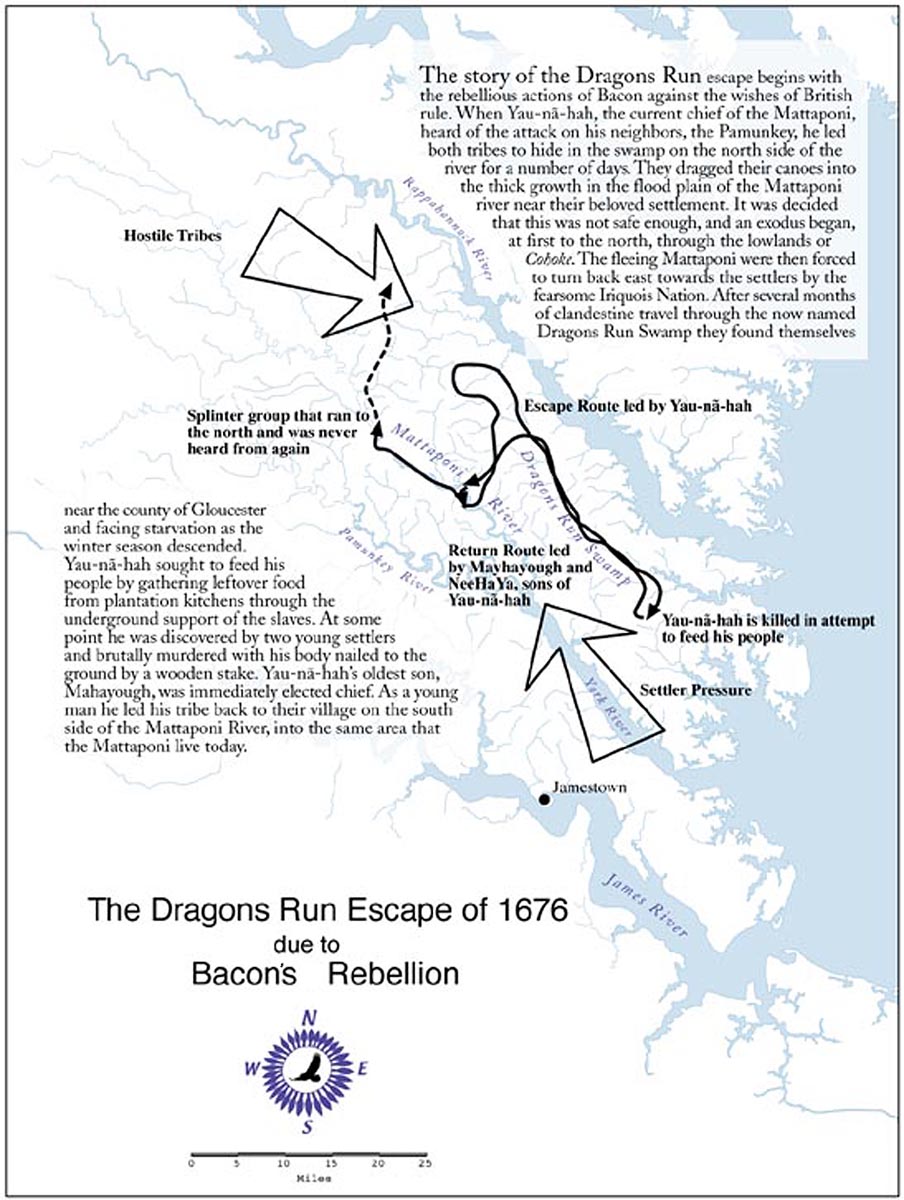 The story of the Dragons Run escape begins with
the rebellious actions of Bacon against the wishes of British
rule. When Yau-nā-hah, the current chief of the Mattaponi,
heard of the attack on his neighbors, the Pamunkey, he led
both tribes to hide in the swamp on the north side of the
river for a number of days. They dragged their canoes into
the thick growth in the flood plain of the Mattaponi
river near their beloved settlement. It was decided
that this was not safe enough, and an exodus began,
at first to the north, through the lowlands or
Cohoke. The fleeing Mattaponi were then forced
to turn back east towards the settlers by the
fearsome Iriquois Nation. After several months
of clandestine travel through the now named
Dragons Run Swamp they found themselves
Rappahannock River
Hostile Tribes
Escape Route led by Yau-nā-hah
Splinter group that ran to
the north and was never
heard from again
Mattaponi River
Dragons Run Swamp
near the county of Gloucester
and facing starvation as the
winter season descended.
Yau-nā-hah sought to feed his
people by gathering leftover food
from plantation kitchens through the
underground support of the slaves. At some
point he was discovered by two young settlers
and brutally murdered with his body nailed to the
ground by a wooden stake. Yau-nā-hah's oldest son,
Mahayough, was immediately elected chief. As a young
man he led his tribe back to their village on the south
side of the Mattaponi River, into the same area that
the Mattaponi live today.
Pamunkey River
Return Route led
by Mayhayough and
NeeHaYa, sons of
Yau-nā-hah
Yau-nā-hah is killed in attempt
to feed his people
Settler Pressure
York River
Jamestown
James River
The Dragons Run Escape of 1676
due to
Bacon's Rebellion
N
W E
S
0 5 10 15 20 25
Miles